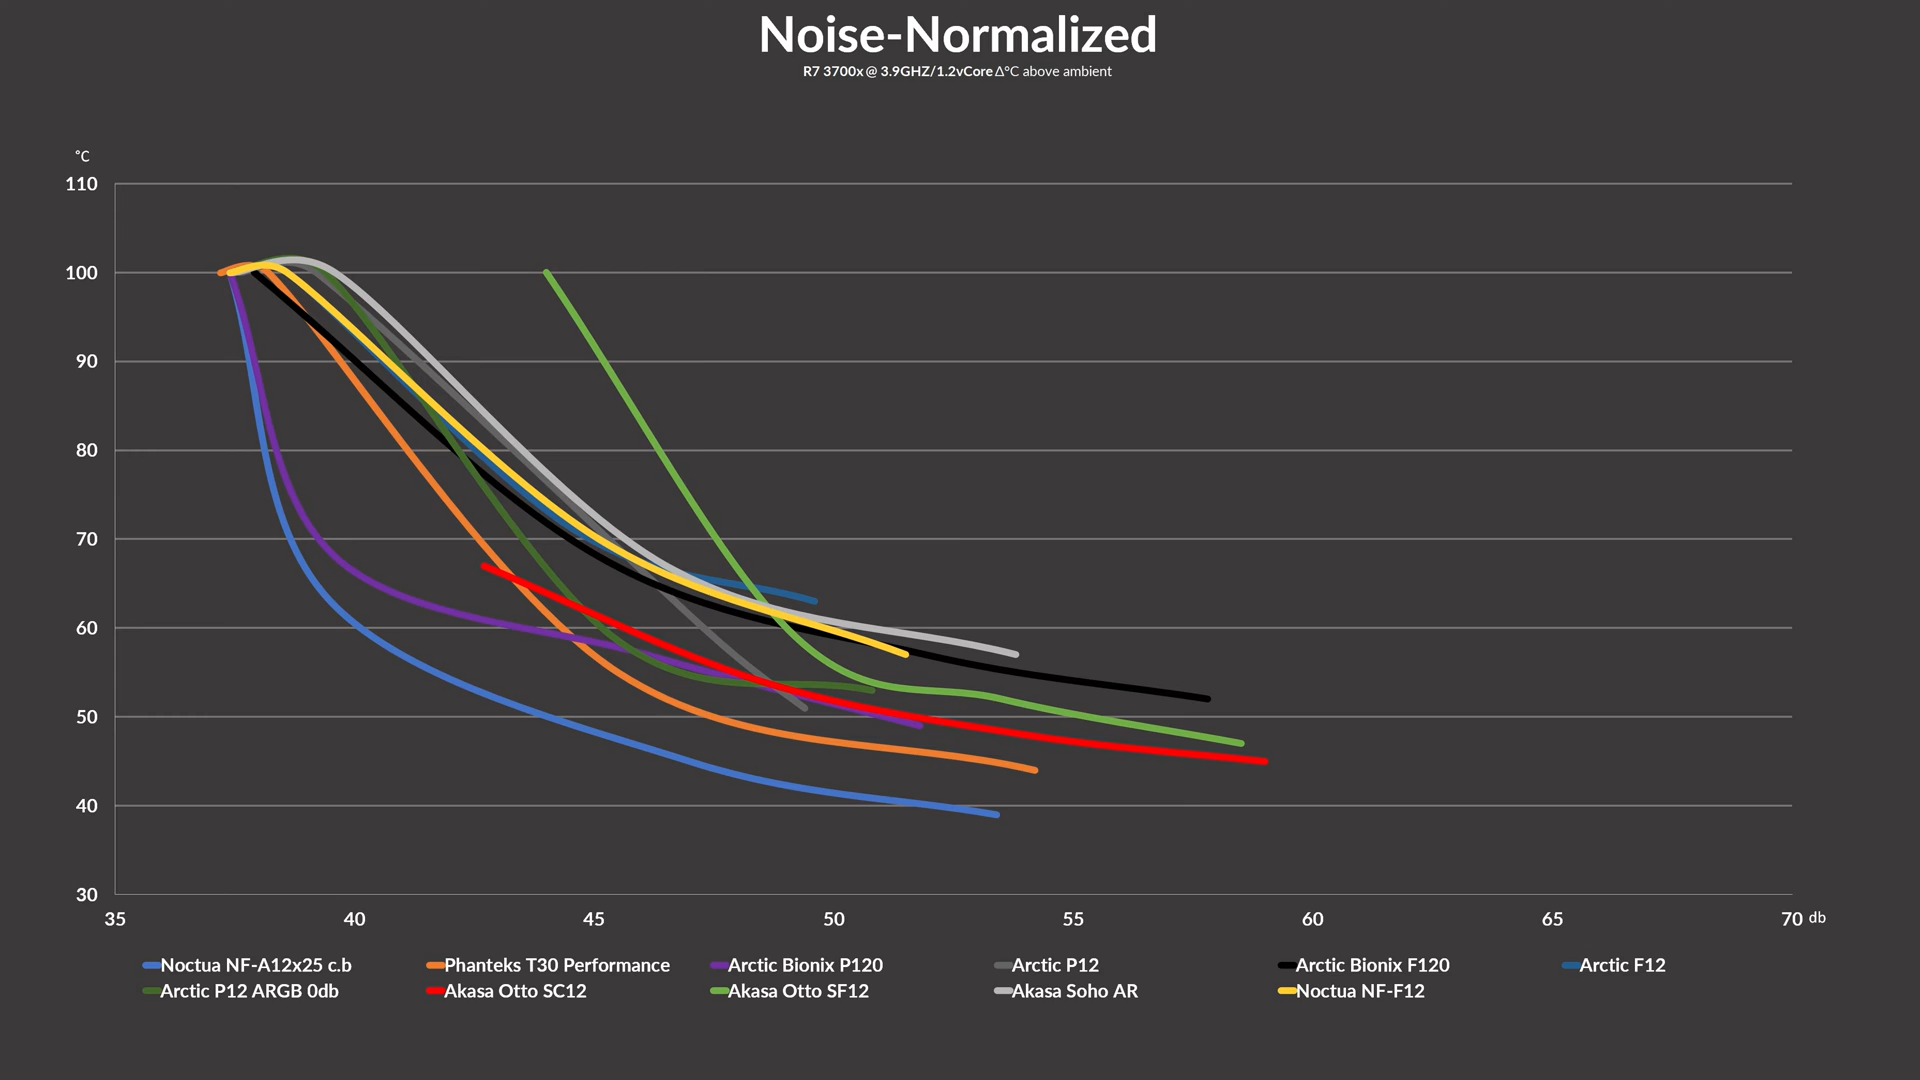 Noise-Normalized
R7 3700x @ 3.9GHZ/1.2vCore Δ°C above ambient
°C
110
100
90
80
70
60
50
40
30
35 40 45 50 55 60 65 70 db
Noctua NF-A12x25 c.b Phanteks T30 Performance Arctic Bionix P120 Arctic P12 Arctic Bionix F120 Arctic F12
Arctic P12 ARGB 0db Akasa Otto SC12 Akasa Otto SF12 Akasa Soho AR Noctua NF-F12